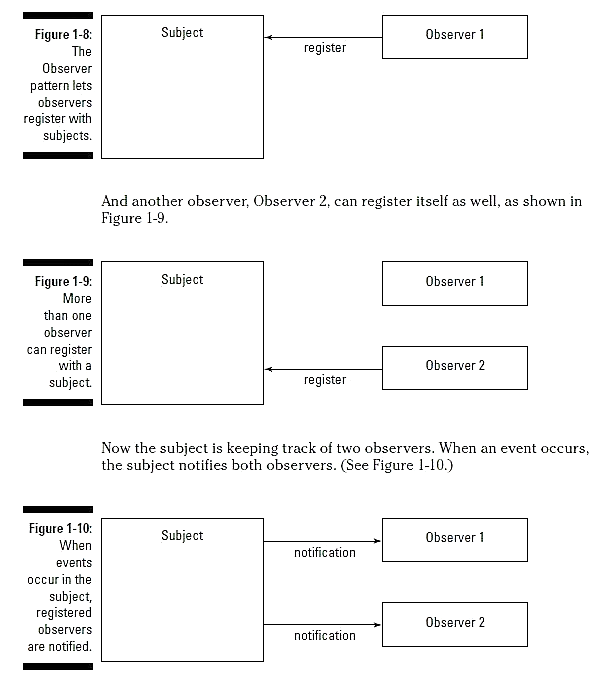 Figure 1-8:
The
Observer
pattern lets
observers
register with
subjects.
Subject
register
Observer 1
And another observer, Observer 2, can register itself as well, as shown in
Figure 1-9.
Figure 1-9:
More
than one
observer
can register
with a
subject.
Subject
Observer 1
register
Observer 2
Now the subject is keeping track of two observers. When an event occurs,
the subject notifies both observers. (See Figure 1-10.)
Figure 1-10:
When
events
occur in the
subject,
registered
observers
are notified.
Subject
notification
Observer 1
notification
Observer 2